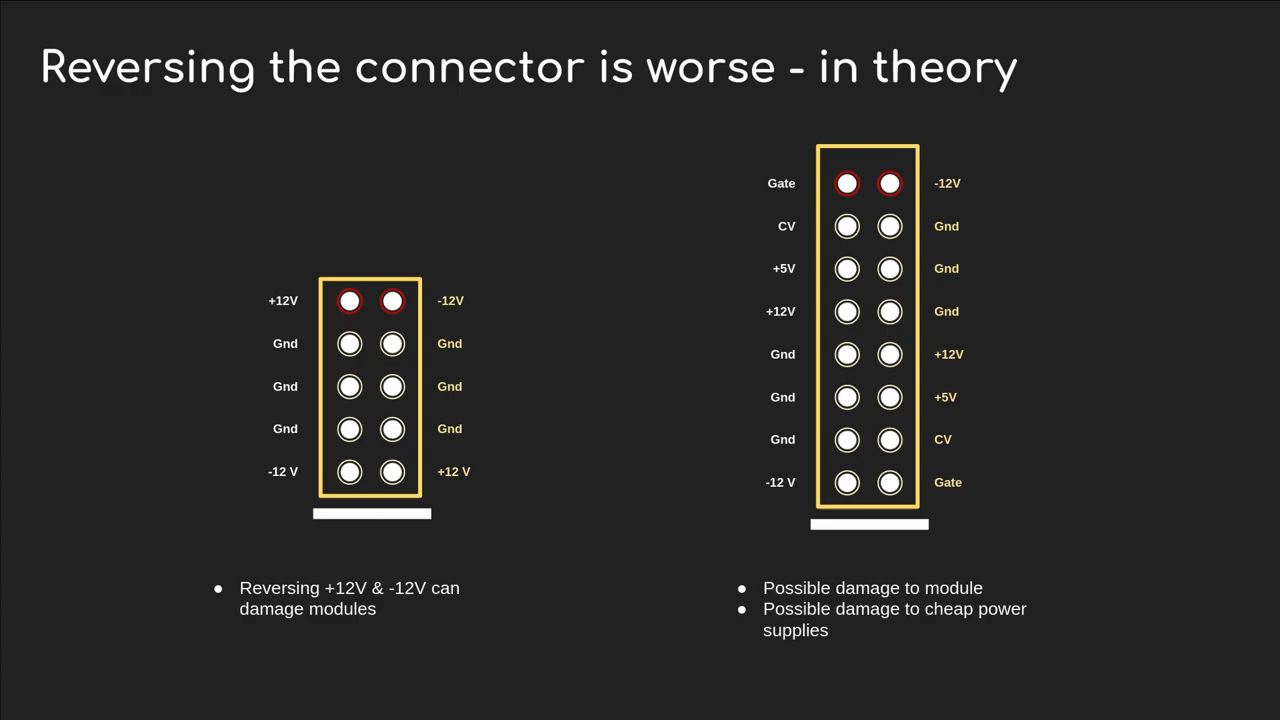 Reversing the connector is worse - in theory
+12V -12V
Gnd Gnd
Gnd Gnd
Gnd Gnd
-12 V +12 V
● Reversing +12V & -12V can
damage modules
Gate -12V
CV Gnd
+5V Gnd
+12V Gnd
Gnd +12V
Gnd +5V
Gnd CV
-12 V Gate
● Possible damage to module
● Possible damage to cheap power
supplies